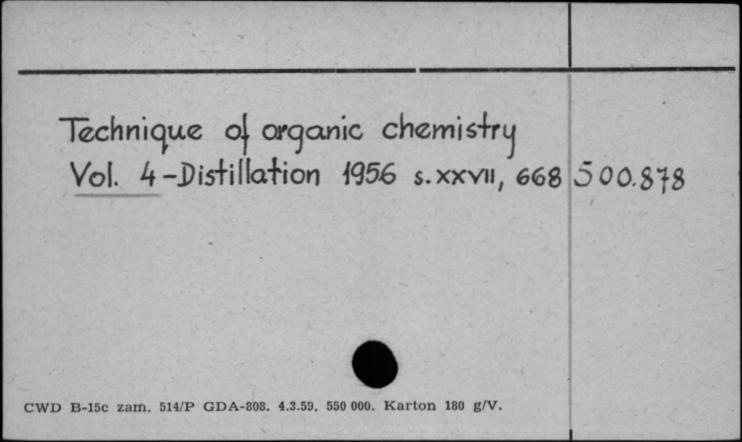 Technique of organic chemistry
Vol. 4 - Distillation 1956 s. XXVII, 668 500.878
CWD B-15c zam. 514/P GDA-808. 4.3.59. 550 000. Karton 180 g/V.